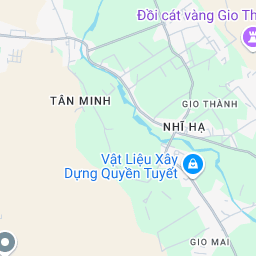 Đồi cát vàng Gio Th
TÂN MINH
GIO THÀNH
NHĨ HẠ
Vật Liệu Xây
Dựng Quyền Tuyết
GIO MAI